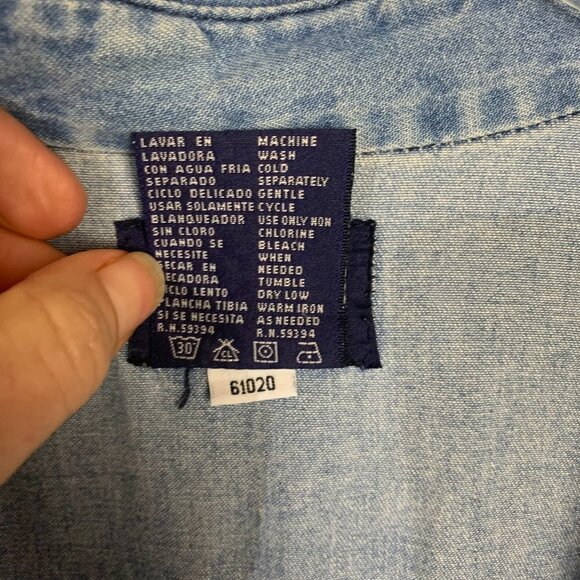 LAVAR EN
LAVADORA
CON AGUA FRIA
SEPARADO
CICLO DELICADO
USAR SOLAMENTE
BLANQUEADOR
SIN CLORO
CUANDO SE
NECESITE
SECAR EN
SECADORA
CICLO LENTO
PLANCHA TIBIA
SI SE NECESITA
R.N.59394
MACHINE
WASH
COLD
SEPARATELY
GENTLE
CYCLE
USE ONLY NON
CHLORINE
BLEACH
WHEN
NEEDED
TUMBLE
DRY LOW
WARM IRON
AS NEEDED
R.N.59394
30 CL
61020